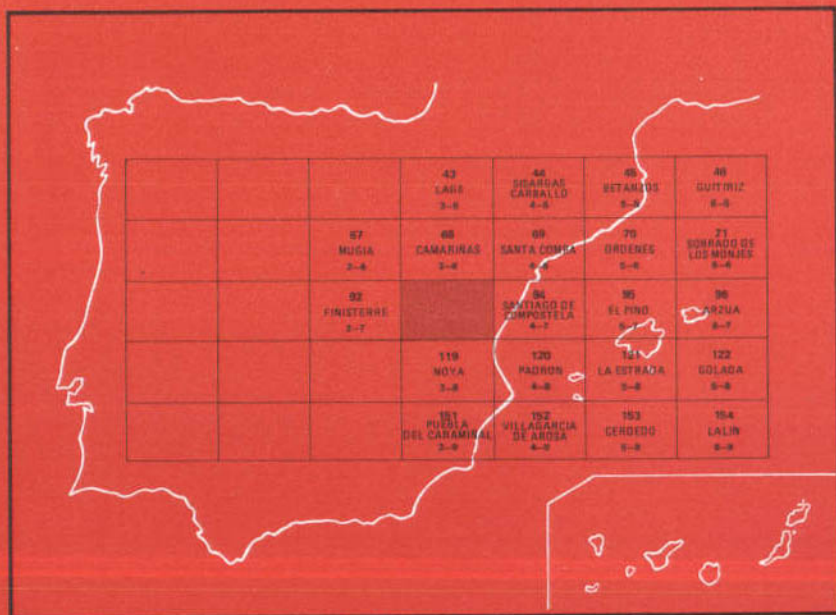 43
LAGE
3-5
44
SISARGAS
CARBALLO
4-5
45
BETANZOS
5-5
46
GUITIRIZ
6-5
67
MUGIA
2-6
68
CAMARIÑAS
3-6
69
SANTA COMBA
4-6
70
ORDENES
5-6
71
SOBRADO DE
LOS MONJES
6-6
92
FINISTERRE
2-7
94
SANTIAGO DE
COMPOSTELA
4-7
95
EL PINO
5-7
96
ARZUA
6-7
119
NOYA
3-8
120
PADRON
4-8
121
LA ESTRADA
5-8
122
GOLADA
6-8
151
PUEBLA
DEL CARAMIÑAL
3-9
152
VILLAGARCIA
DE AROSA
4-9
153
CERDEDO
5-9
154
LALIN
6-9